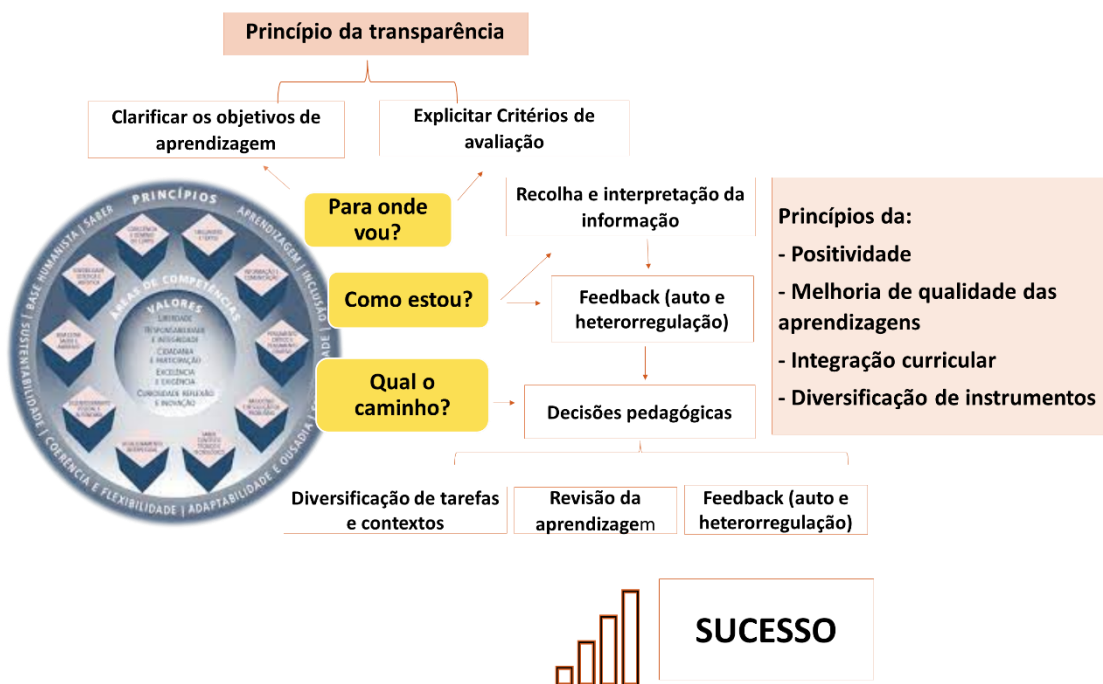 Princípio da transparência
Clarificar os objetivos de
aprendizagem
Explicitar Critérios de
avaliação
Para onde
vou?
Recolha e interpretação da
informação
Como estou?
Feedback (auto e
heterorregulação)
Qual o
caminho?
Decisões pedagógicas
Diversificação de tarefas
e contextos
Revisão da
aprendizagem
Feedback (auto e
heterorregulação)
SUCESSO
Princípios da:
- Positividade
- Melhoria de qualidade das
aprendizagens
- Integração curricular
- Diversificação de instrumentos
PRINCÍPIOS
BASE HUMANISTA | SABER
APRENDIZAGEM | INCLUSÃO |
SUSTENTABILIDADE | COERÊNCIA E FLEXIBILIDADE | ADAPTABILIDADE E OUSADIA |
ÁREAS DE COMPETÊNCIAS
VALORES
LIBERDADE
RESPONSABILIDADE
E INTEGRIDADE
CIDADANIA
E PARTICIPAÇÃO
EXCELÊNCIA
E EXIGÊNCIA
CURIOSIDADE REFLEXÃO
E INOVAÇÃO
INFORMAÇÃO E
COMUNICAÇÃO
RELACIONAMENTO
INTERPESSOAL